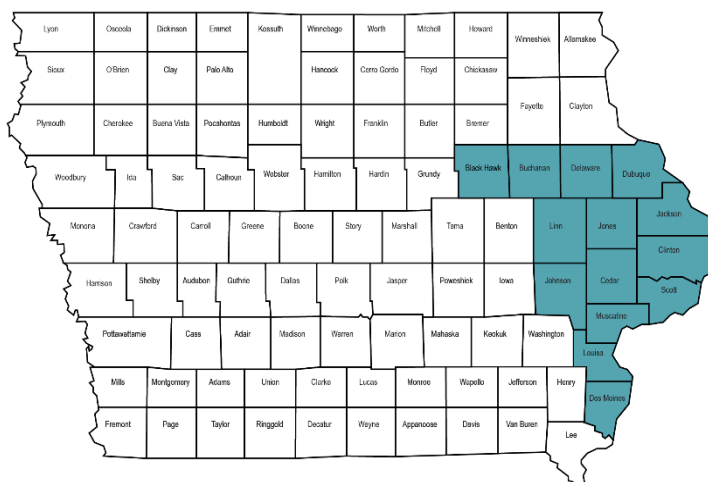 Lyon
Osceola
Dickinson
Emmet
Kossuth
Winnebago
Worth
Mitchell
Howard
Winneshiek
Allamakee
Sioux
O'Brien
Clay
Palo Alto
Hancock
Cerro Gordo
Floyd
Chickasaw
Fayette
Clayton
Plymouth
Cherokee
Buena Vista
Pocahontas
Humboldt
Wright
Franklin
Butler
Bremer
Black Hawk
Buchanan
Delaware
Dubuque
Woodbury
Ida
Sac
Calhoun
Webster
Hamilton
Hardin
Grundy
Jackson
Monona
Crawford
Carroll
Greene
Boone
Story
Marshall
Tama
Benton
Linn
Jones
Clinton
Harrison
Shelby
Audubon
Guthrie
Dallas
Polk
Jasper
Poweshiek
Iowa
Johnson
Cedar
Scott
Muscatine
Pottawattamie
Cass
Adair
Madison
Warren
Marion
Mahaska
Keokuk
Washington
Louisa
Mills
Montgomery
Adams
Union
Clarke
Lucas
Monroe
Wapello
Jefferson
Henry
Des Moines
Fremont
Page
Taylor
Ringgold
Decatur
Wayne
Appanoose
Davis
Van Buren
Lee